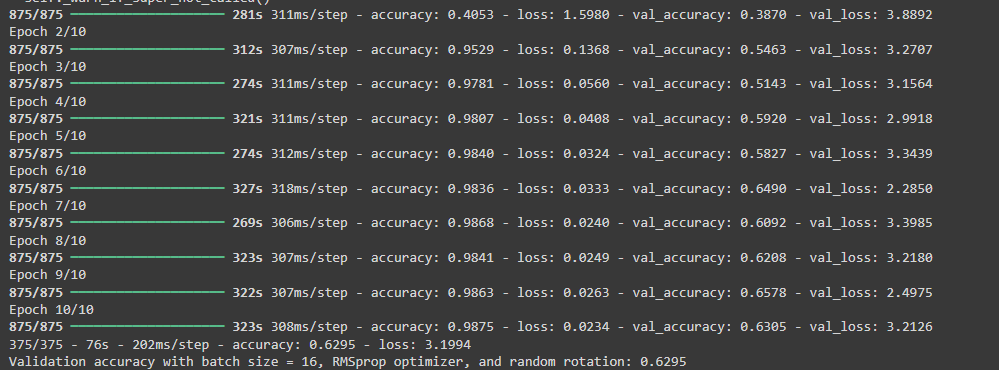 875/875 ━━━━━━━━━━━━━━━━━━━━ 281s 311ms/step - accuracy: 0.4053 - loss: 1.5980 - val_accuracy: 0.3870 - val_loss: 3.8892
Epoch 2/10
875/875 ━━━━━━━━━━━━━━━━━━━━ 312s 307ms/step - accuracy: 0.9529 - loss: 0.1368 - val_accuracy: 0.5463 - val_loss: 3.2707
Epoch 3/10
875/875 ━━━━━━━━━━━━━━━━━━━━ 274s 311ms/step - accuracy: 0.9781 - loss: 0.0560 - val_accuracy: 0.5143 - val_loss: 3.1564
Epoch 4/10
875/875 ━━━━━━━━━━━━━━━━━━━━ 321s 311ms/step - accuracy: 0.9807 - loss: 0.0408 - val_accuracy: 0.5920 - val_loss: 2.9918
Epoch 5/10
875/875 ━━━━━━━━━━━━━━━━━━━━ 274s 312ms/step - accuracy: 0.9840 - loss: 0.0324 - val_accuracy: 0.5827 - val_loss: 3.3439
Epoch 6/10
875/875 ━━━━━━━━━━━━━━━━━━━━ 327s 318ms/step - accuracy: 0.9836 - loss: 0.0333 - val_accuracy: 0.6490 - val_loss: 2.2850
Epoch 7/10
875/875 ━━━━━━━━━━━━━━━━━━━━ 269s 306ms/step - accuracy: 0.9868 - loss: 0.0240 - val_accuracy: 0.6092 - val_loss: 3.3985
Epoch 8/10
875/875 ━━━━━━━━━━━━━━━━━━━━ 323s 307ms/step - accuracy: 0.9841 - loss: 0.0249 - val_accuracy: 0.6208 - val_loss: 3.2180
Epoch 9/10
875/875 ━━━━━━━━━━━━━━━━━━━━ 322s 307ms/step - accuracy: 0.9863 - loss: 0.0263 - val_accuracy: 0.6578 - val_loss: 2.4975
Epoch 10/10
875/875 ━━━━━━━━━━━━━━━━━━━━ 323s 308ms/step - accuracy: 0.9875 - loss: 0.0234 - val_accuracy: 0.6305 - val_loss: 3.2126
375/375 - 76s - 202ms/step - accuracy: 0.6295 - loss: 3.1994
Validation accuracy with batch size = 16, RMSprop optimizer, and random rotation: 0.6295